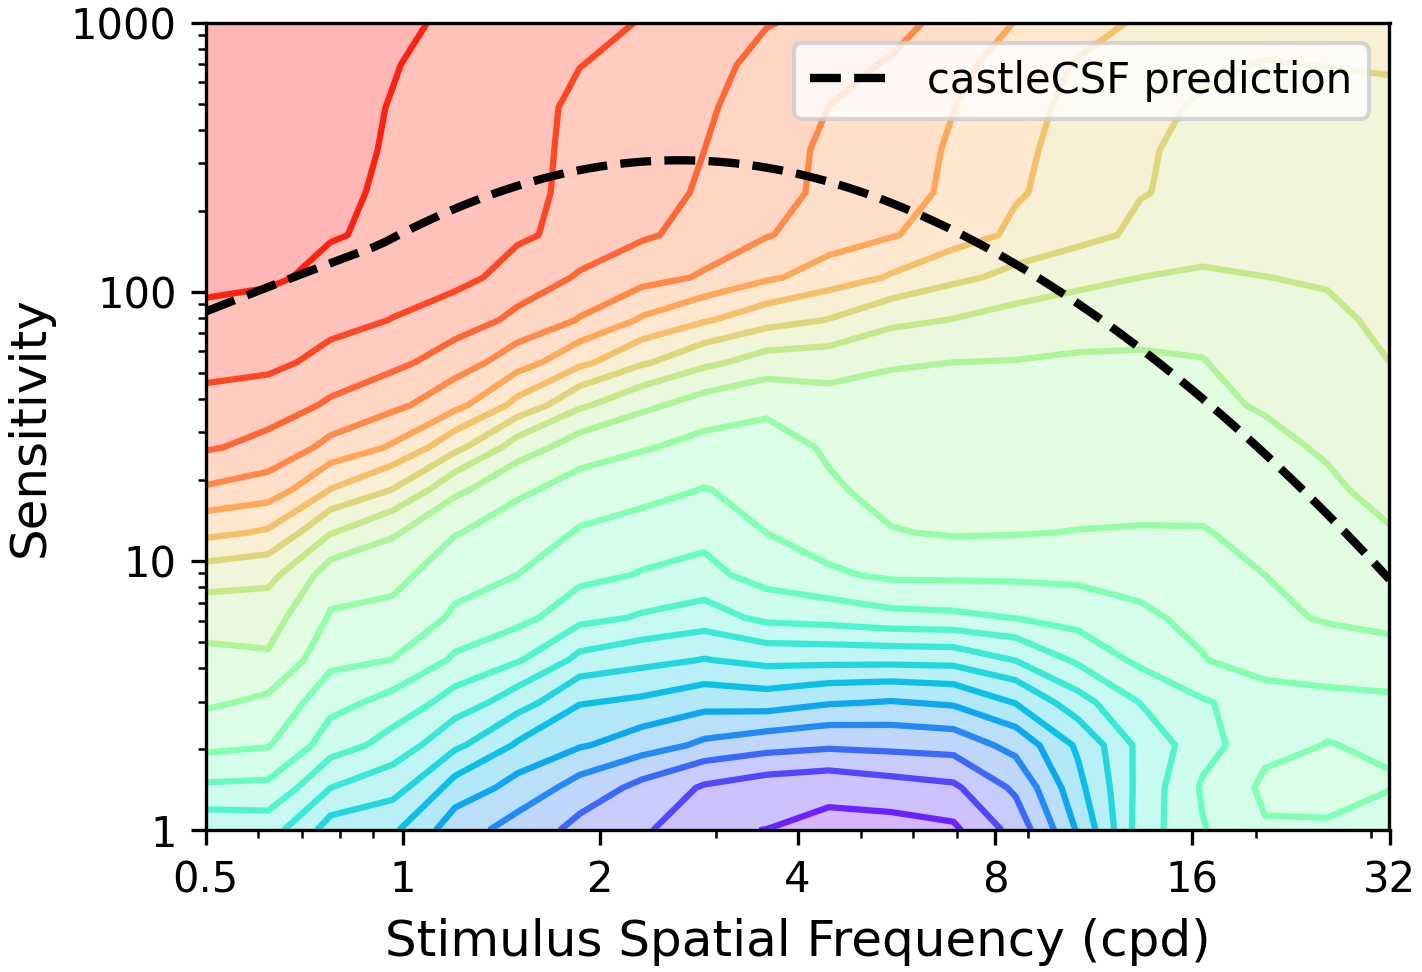 1000
100
10
1
Sensitivity
castleCSF prediction
0.5 1 2 4 8 16 32
Stimulus Spatial Frequency (cpd)